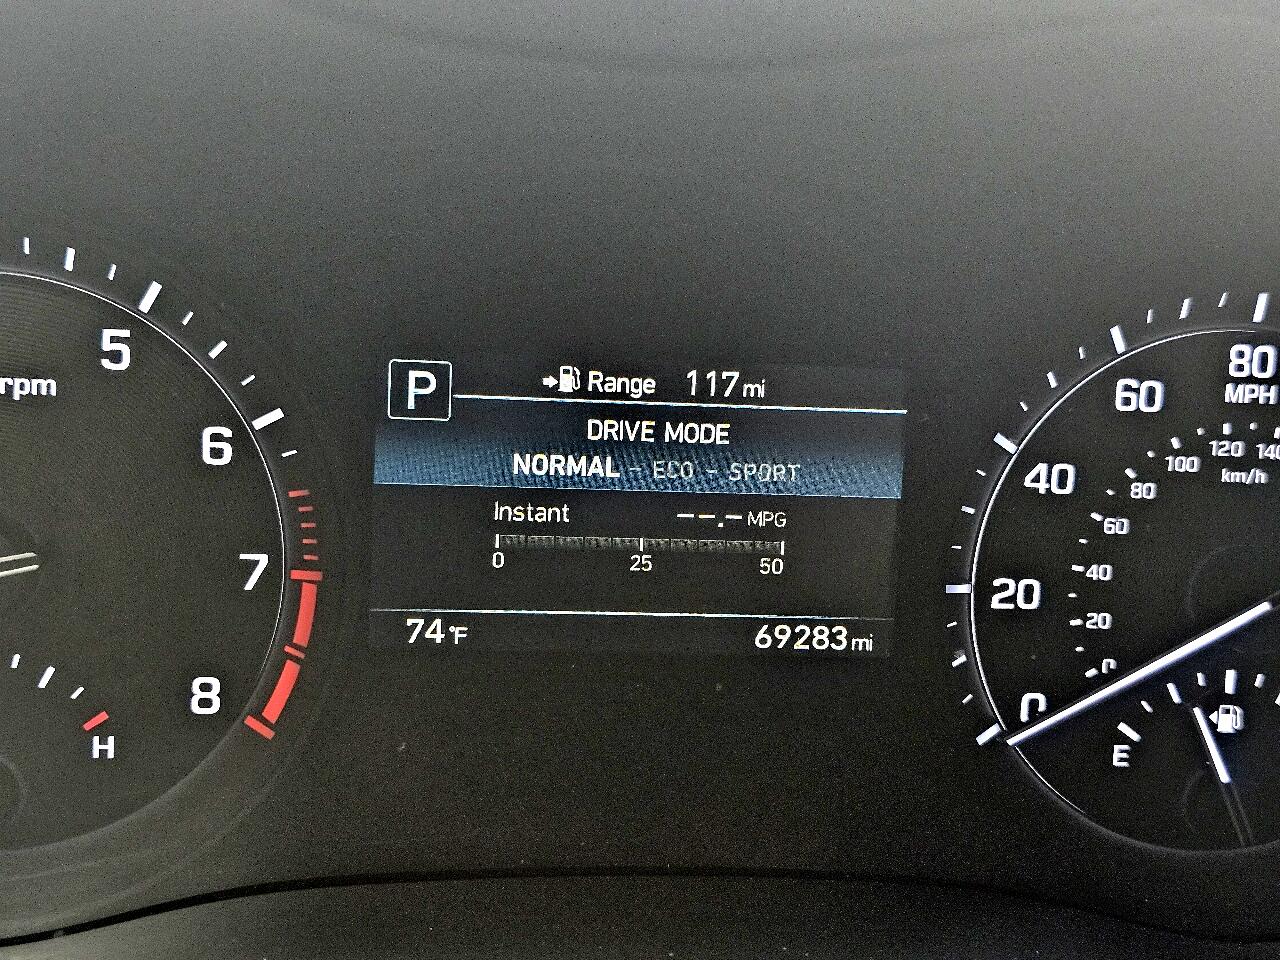 5
rpm
6
7
8
H
P
Range 117 mi
DRIVE MODE
NORMAL - ECO - SPORT
Instant --.- MPG
0 25 50
74°F 69283 mi
80
MPH
60
40
20
0
140
120
100
km/h
80
60
40
20
0
E